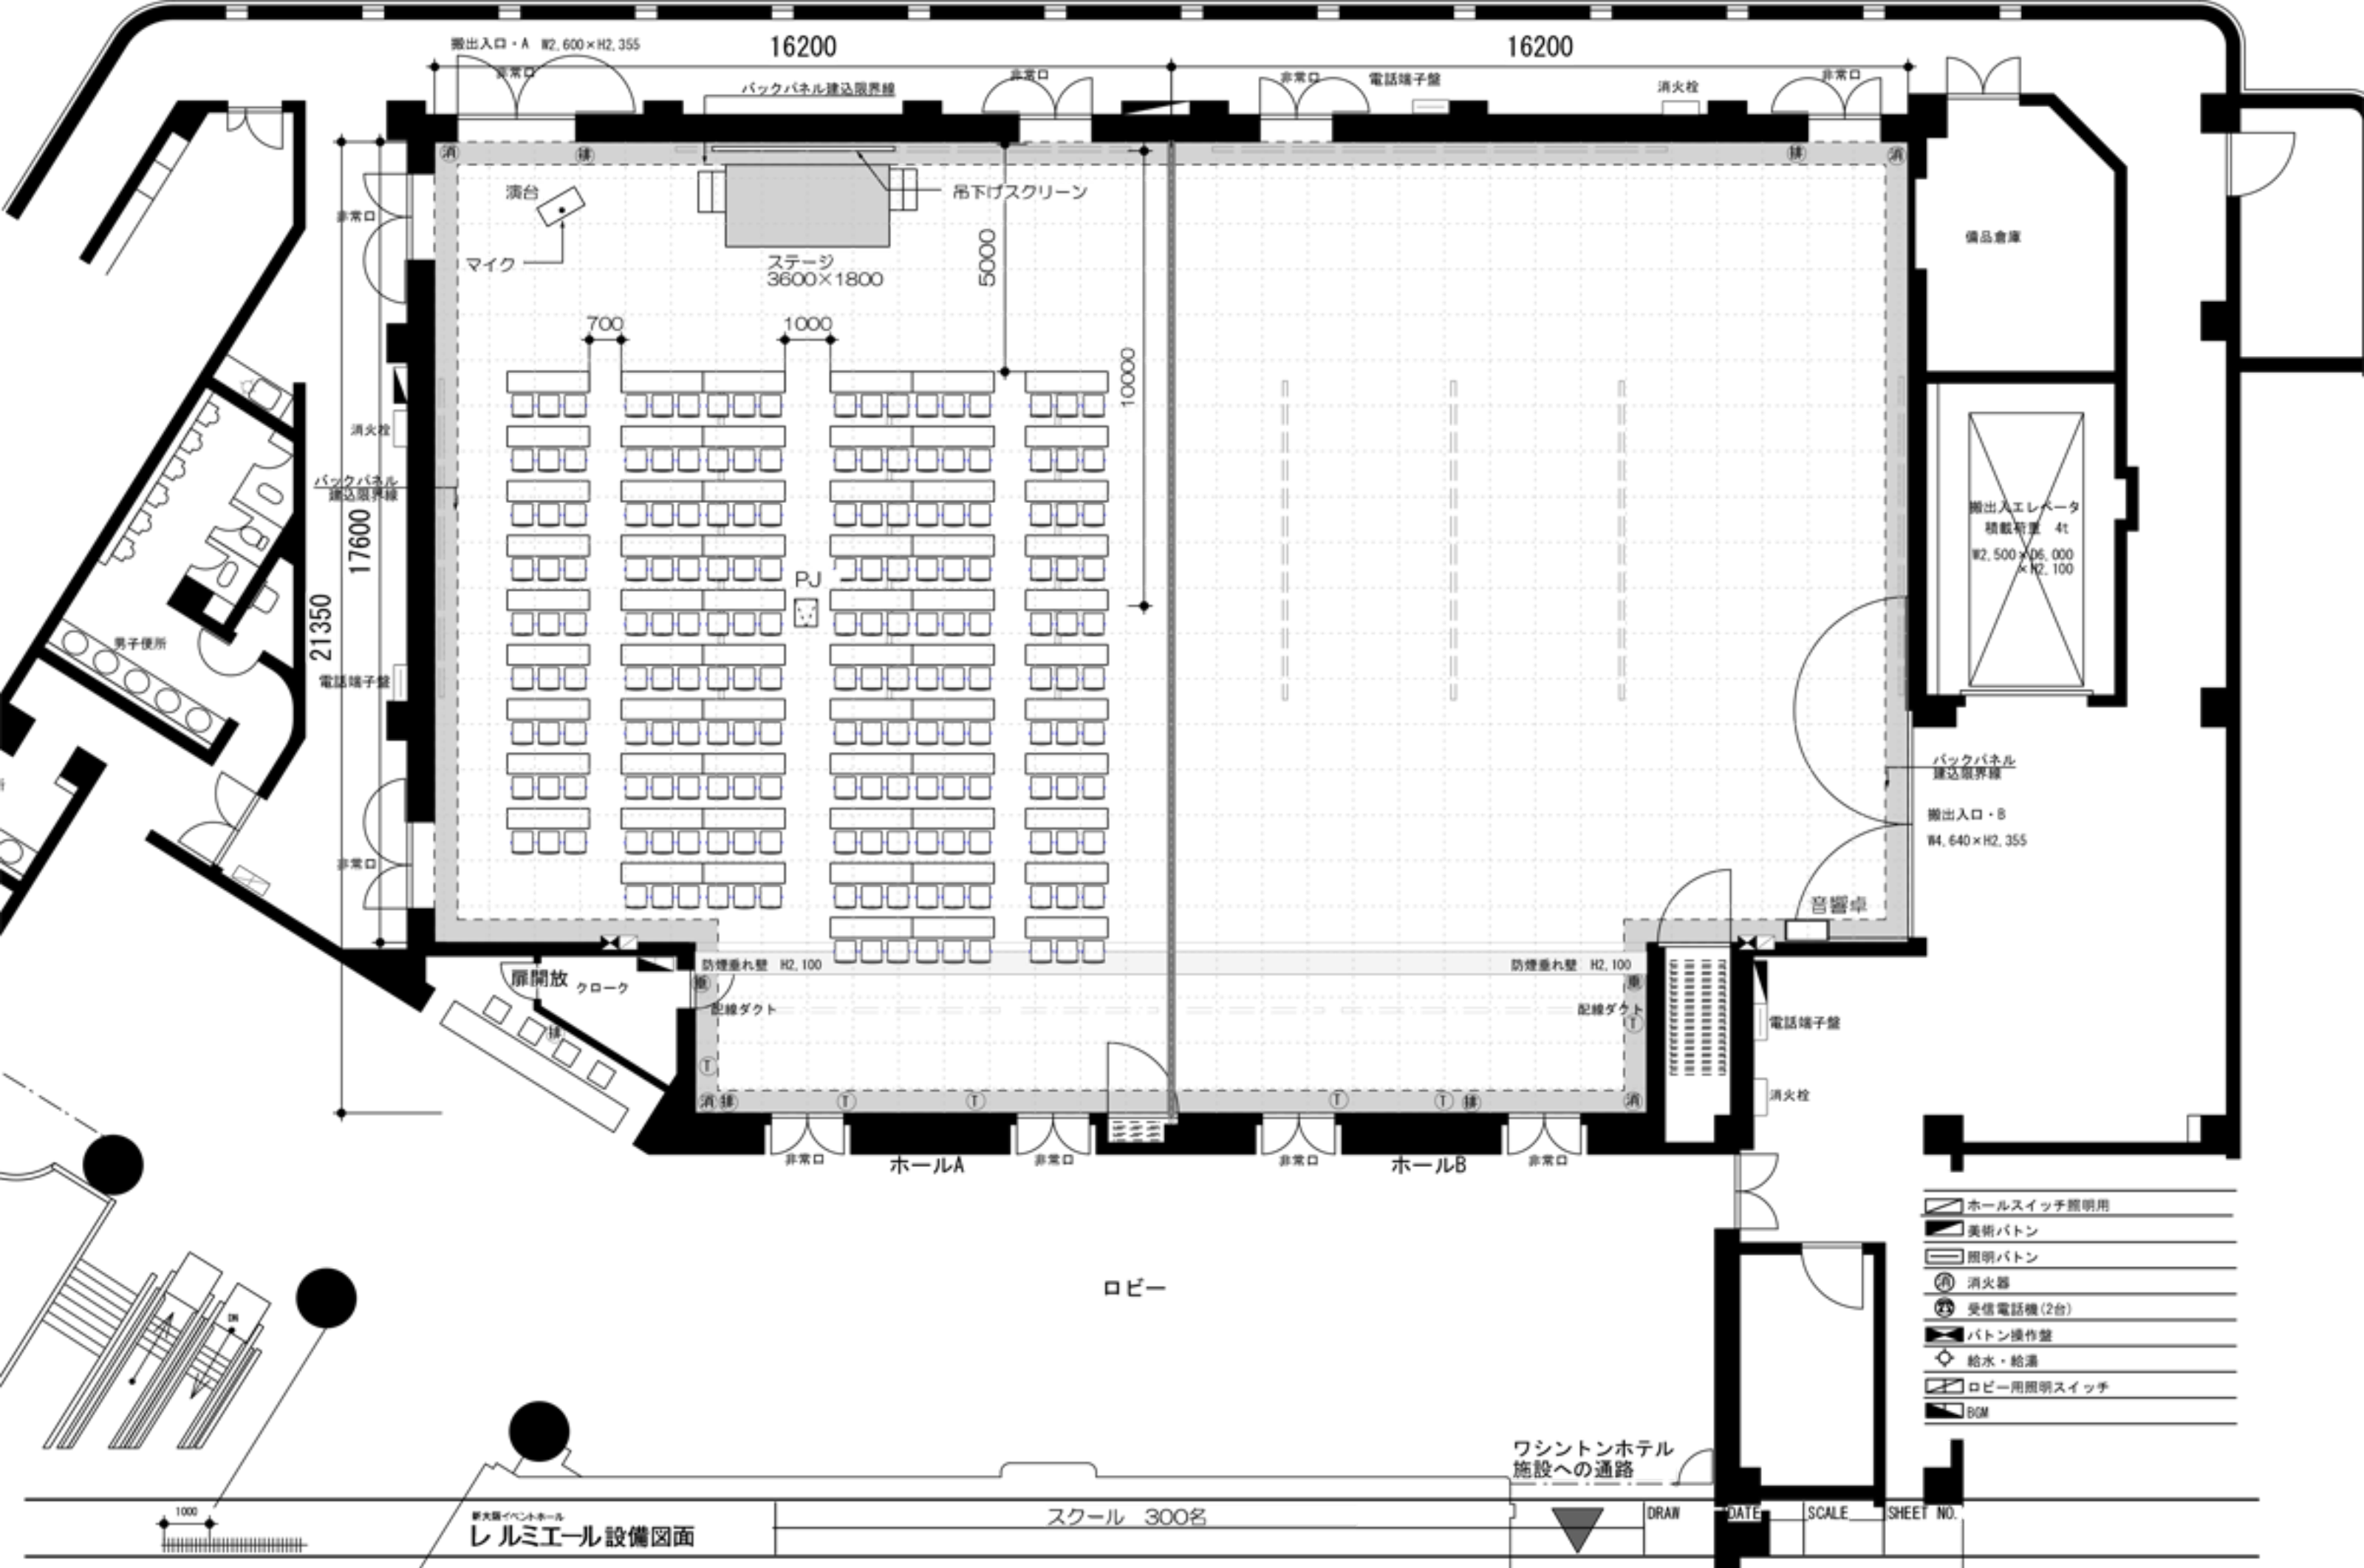 搬出入口・A W2,600×H2,355
16200
16200
非常口
バックパネル建込限界線
非常口
非常口
電話端子盤
消火栓
非常口
消
排
排
消
演台
吊下げスクリーン
マイク
ステージ
3600×1800
5000
非常口
備品倉庫
700
1000
10000
消火栓
バックパネル
建込限界線
17600
21350
搬出入エレベータ
積載荷重 4t
W2,500×D6,000
×H2,100
PJ
男子便所
電話端子盤
バックパネル
建込限界線
搬出入口・B
W4,640×H2,355
非常口
音響卓
防煙垂れ壁 H2,100
防煙垂れ壁 H2,100
扉開放
クローク
垂
垂
配線ダクト
配線ダクト
排
T
T
電話端子盤
消火栓
消
排
T
T
T
T
排
消
非常口
ホールA
非常口
非常口
ホールB
非常口
ロビー
DN
ホールスイッチ照明用
美術バトン
照明バトン
消
消火器
受信電話機(2台)
バトン操作盤
給水・給湯
ロビー用照明スイッチ
BGM
ワシントンホテル
施設への通路
1000
新大阪イベントホール
レ ルミエール設備図面
スクール 300名
DRAW
DATE
SCALE
SHEET NO.